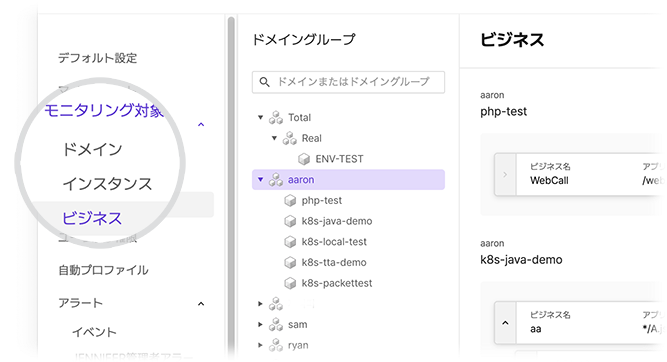 デフォルト設定
モニタリング対象
ドメイン
インスタンス
ビジネス
自動プロファイル
アラート
イベント
JENNIFER管理者アラー
ドメイングループ
ドメインまたはドメイングループ
Total
Real
ENV-TEST
aaron
php-test
k8s-java-demo
k8s-local-test
k8s-tta-demo
k8s-packettest
sam
ryan
ビジネス
aaron
php-test
ビジネス名 アプ
WebCall /web
aaron
k8s-java-demo
ビジネス名 アプ
aa */A.j